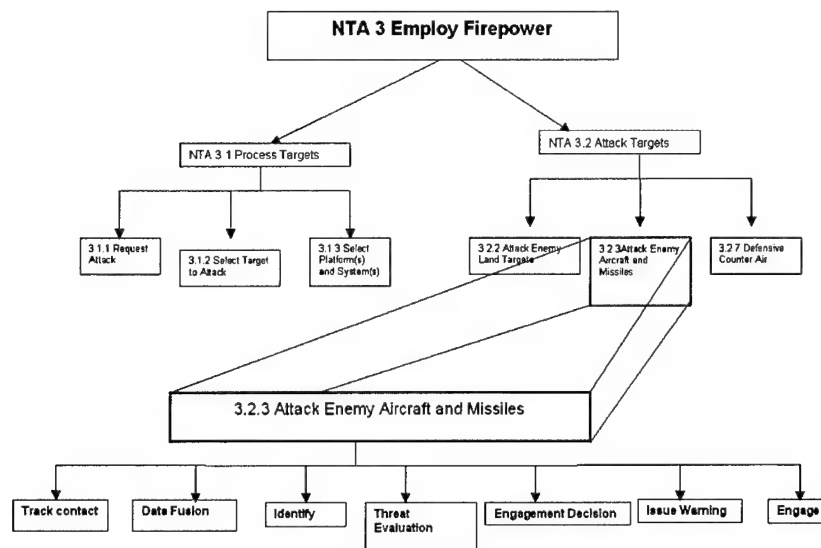 NTA 3 Employ Firepower
NTA 3 1 Process Targets
NTA 3.2 Attack Targets
3.1.1 Request
Attack
3.1.2 Select Target
to Attack
3.1 3 Select
Platform(s)
and System(s)
3.2.2 Attack Enemy
Land Targets
3.2 3Attack Enemy
Aircraft and
Missiles
3.2 7 Defensive
Counter Air
3.2.3 Attack Enemy Aircraft and Missiles
Track contact
Data Fusion
Identify
Threat
Evaluation
Engagement Decision
Issue Warning
Engage